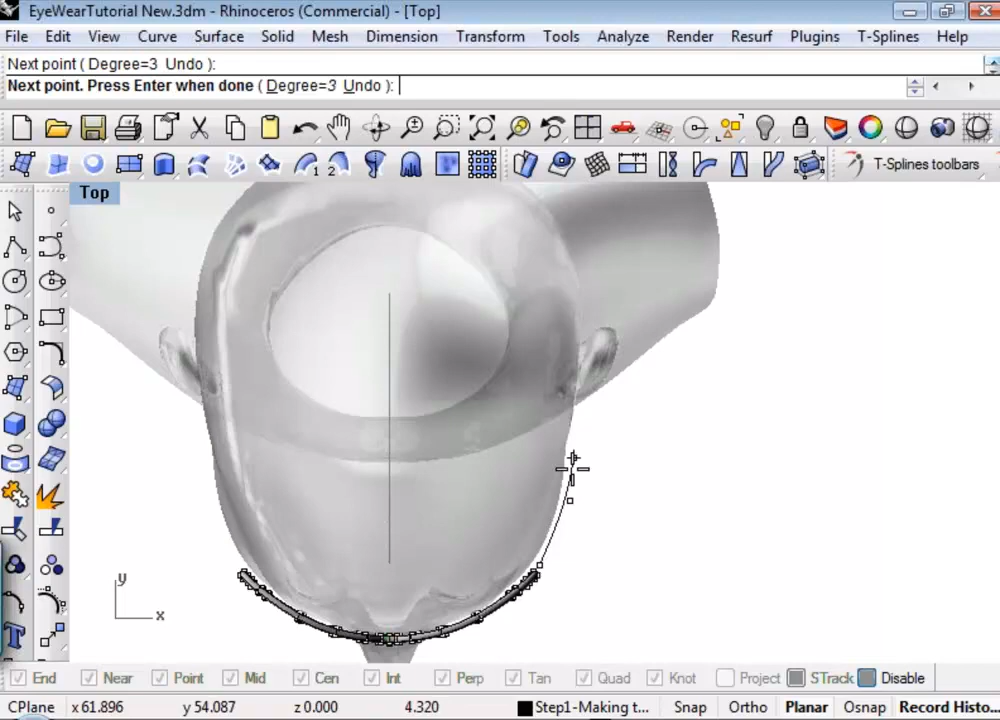 EyeWearTutorial New.3dm - Rhinoceros (Commercial) - [Top]
File Edit View Curve Surface Solid Mesh Dimension Transform Tools Analyze Render Resurf Plugins T-Splines Help
Next point ( Degree=3 Undo ):
Next point. Press Enter when done ( Degree=3 Undo ):
1 2 T-Splines toolbars
Top
y
x
T
End Near Point Mid Cen Int Perp Tan Quad Knot Project STrack Disable
CPlane x 61.896 y 54.087 z 0.000 4.320 Step1-Making t... Snap Ortho Planar Osnap Record Histo...